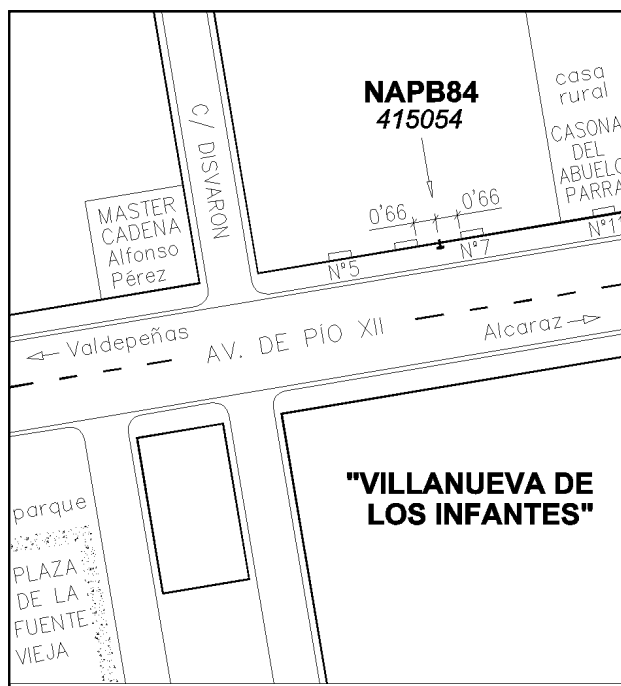 NAPB84
415054
casa
rural
CASONA
DEL
ABUELO
PARRA
C/ DISVARON
MASTER
CADENA
Alfonso
Pérez
0'66
0'66
Nº5
Nº7
Nº11
Valdepeñas
AV. DE PÍO XII
Alcaraz
"VILLANUEVA DE
LOS INFANTES"
parque
PLAZA
DE LA
FUENTE
VIEJA